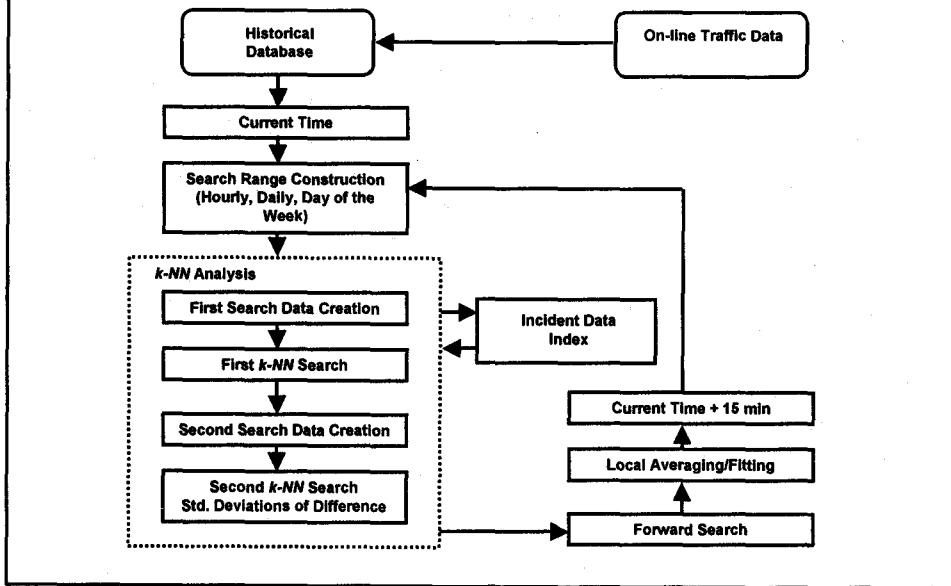 Historical
Database
On-line Traffic Data
Current Time
Search Range Construction
(Hourly, Daily, Day of the
Week)
k-NN Analysis
First Search Data Creation
First k-NN Search
Second Search Data Creation
Second k-NN Search
Std. Deviations of Difference
Incident Data
Index
Current Time + 15 min
Local Averaging/Fitting
Forward Search